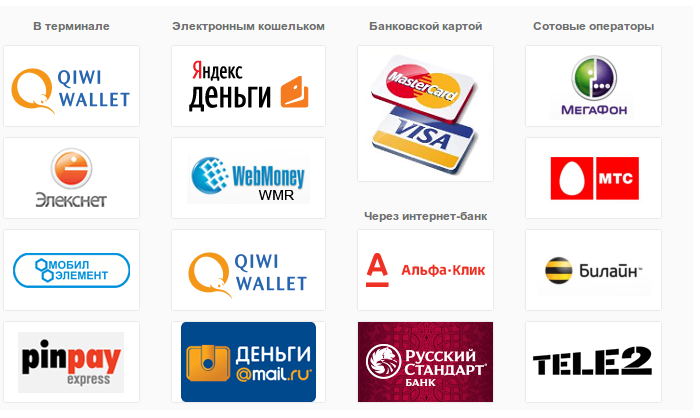 В терминале
QIWI
WALLET
Элекснет
МОБИЛ
ЭЛЕМЕНТ
pinpay
express
Электронным кошельком
Яндекс
деньги
WebMoney
WMR
QIWI
WALLET
ДЕНЬГИ
@mail.ru
Банковской картой
MasterCard
VISA
Через интернет-банк
А
Альфа·Клик
РУССКИЙ
СТАНДАРТ
БАНК
Сотовые операторы
МЕГАФОН
МТС
Билайн™
TELE2